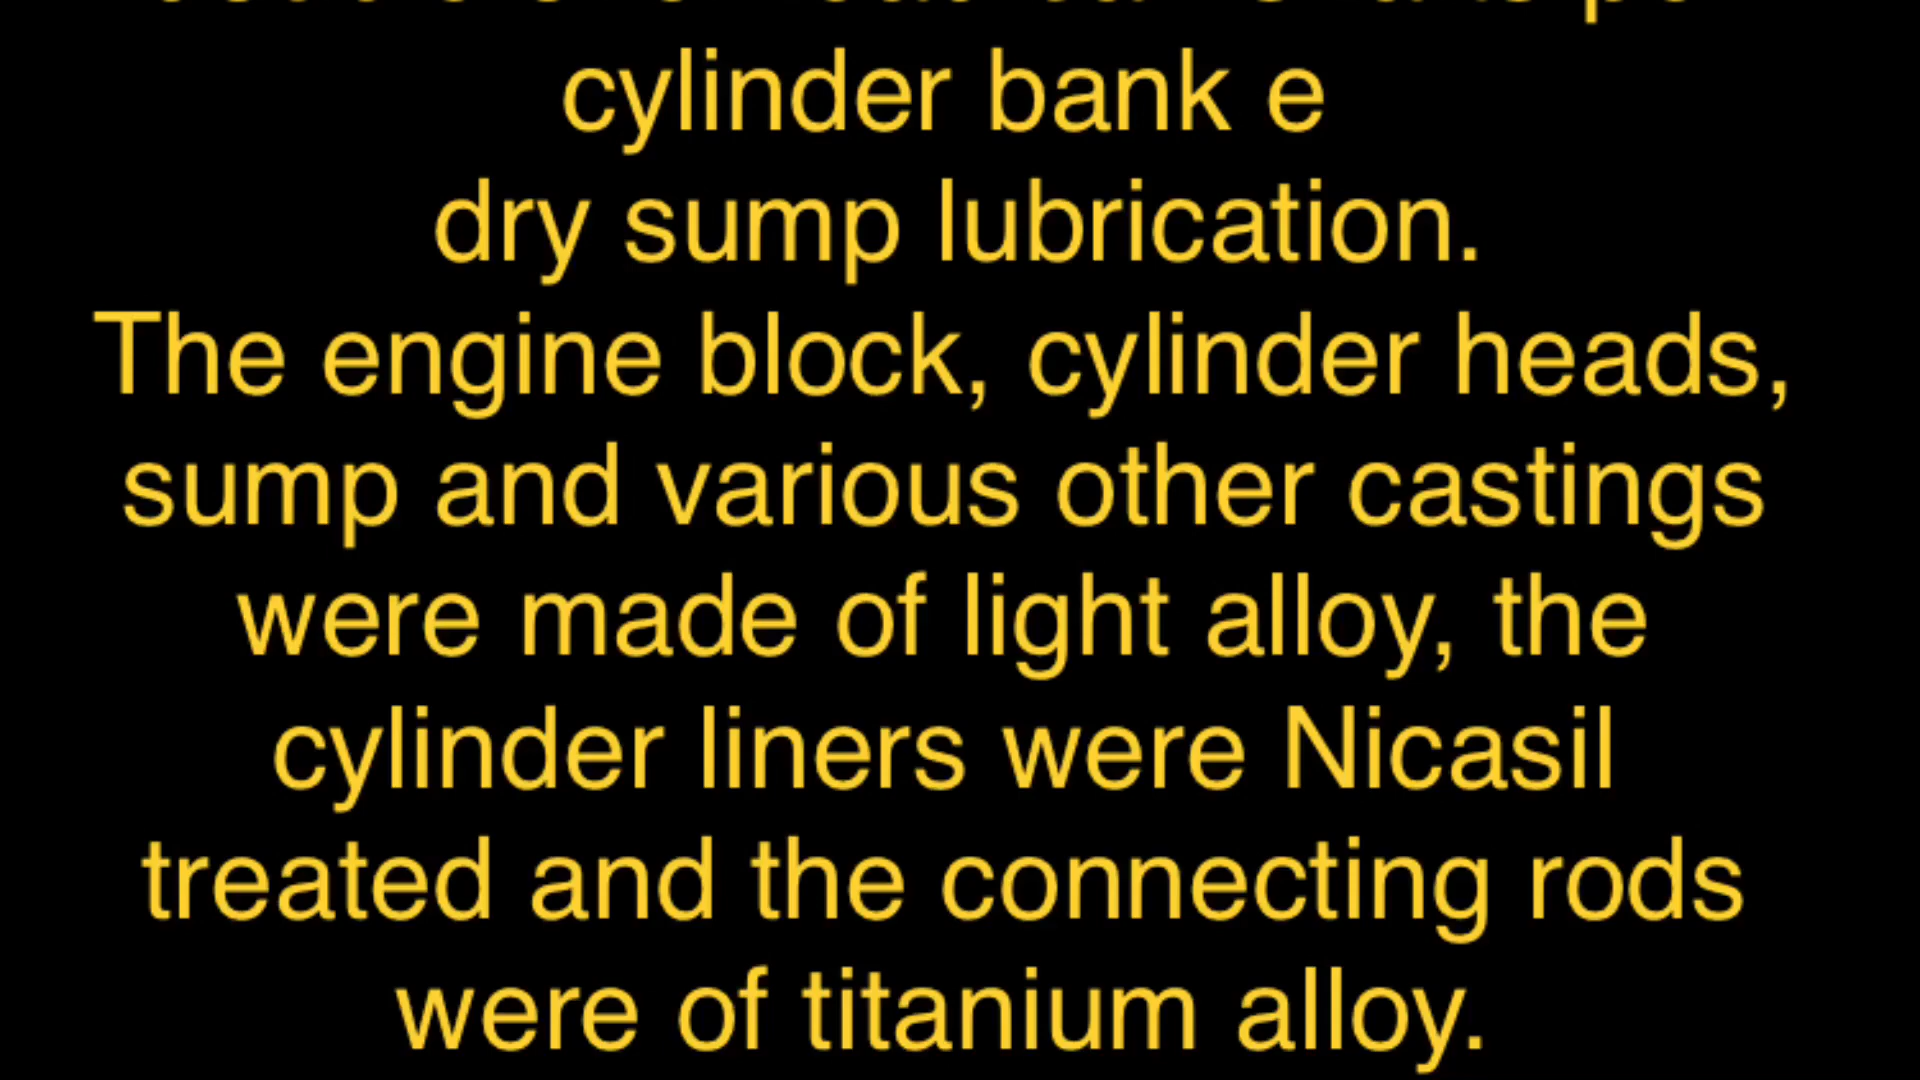 cylinder bank e
dry sump lubrication.
The engine block, cylinder heads,
sump and various other castings
were made of light alloy, the
cylinder liners were Nicasil
treated and the connecting rods
were of titanium alloy.